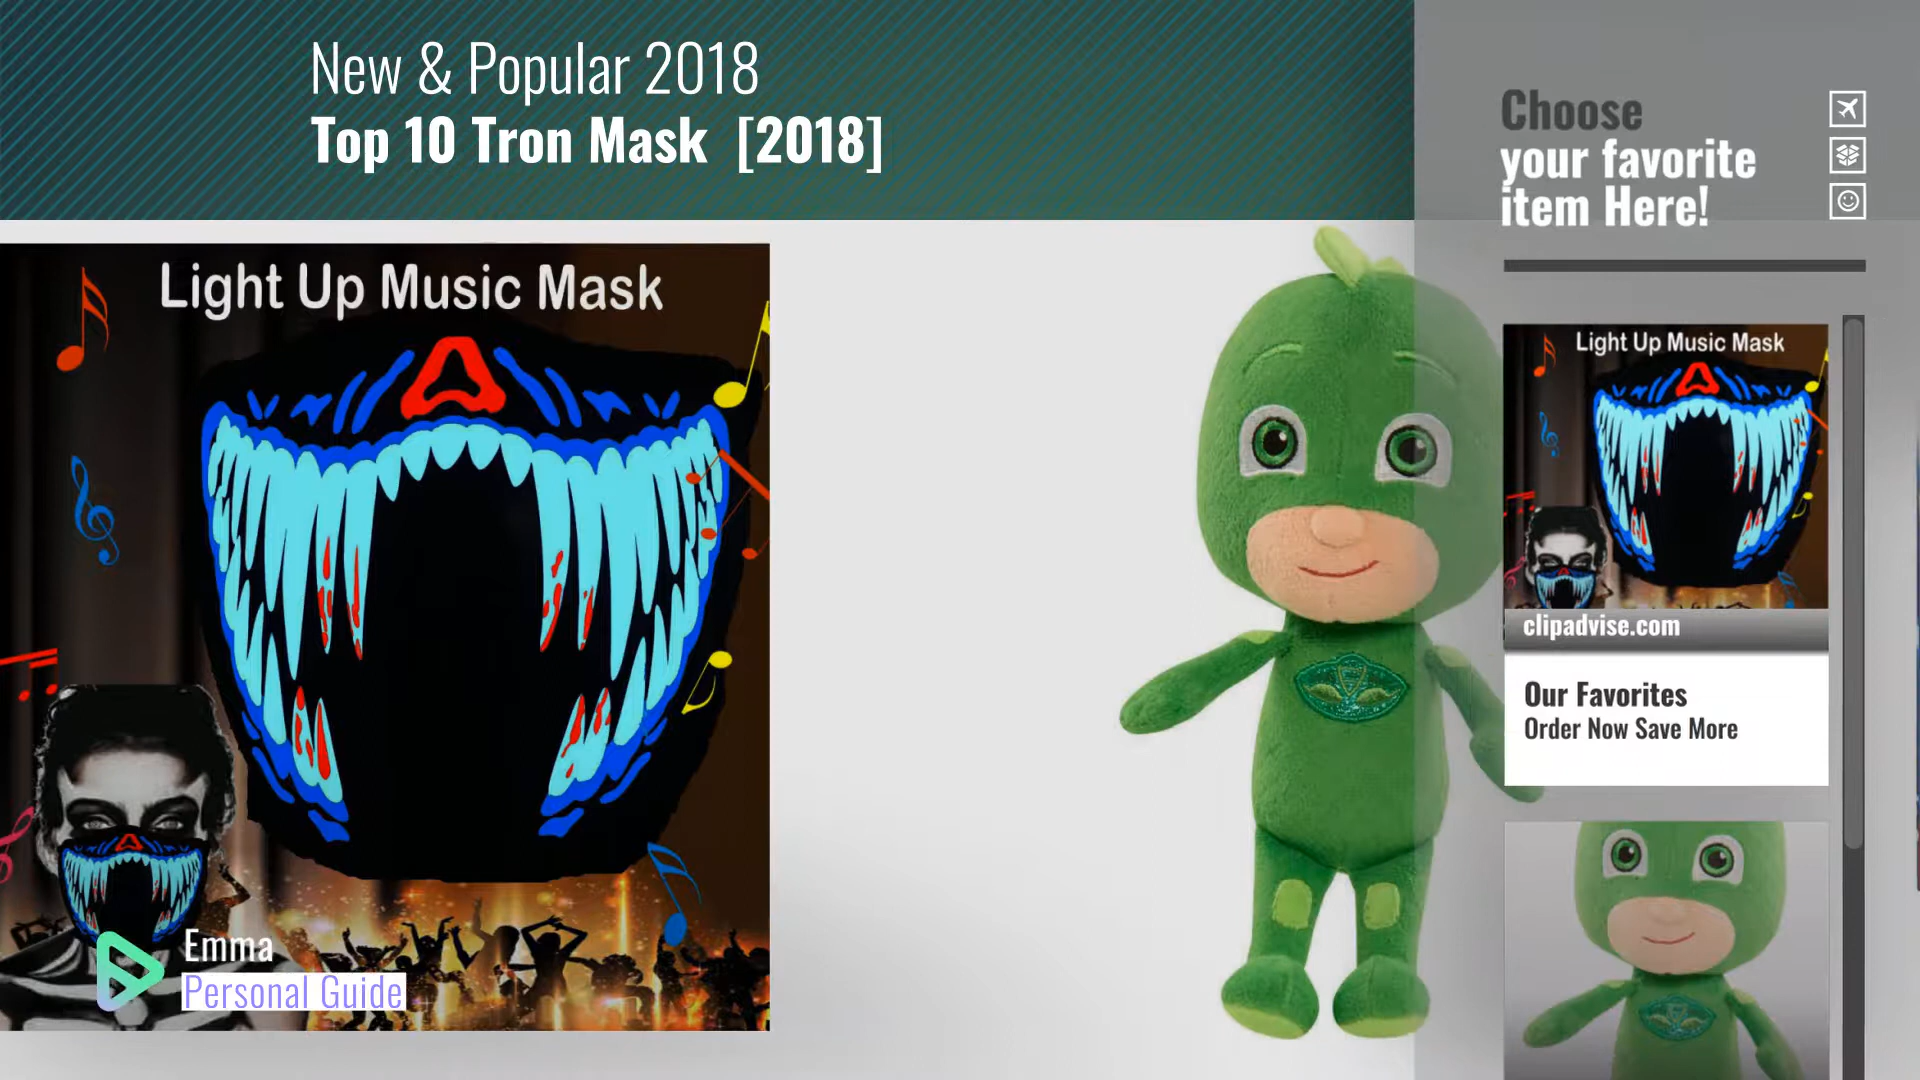 New & Popular 2018
Top 10 Tron Mask [2018]
Choose
your favorite
item Here!
Light Up Music Mask
Light Up Music Mask
clipadvise.com
Our Favorites
Order Now Save More
Emma
Personal Guide